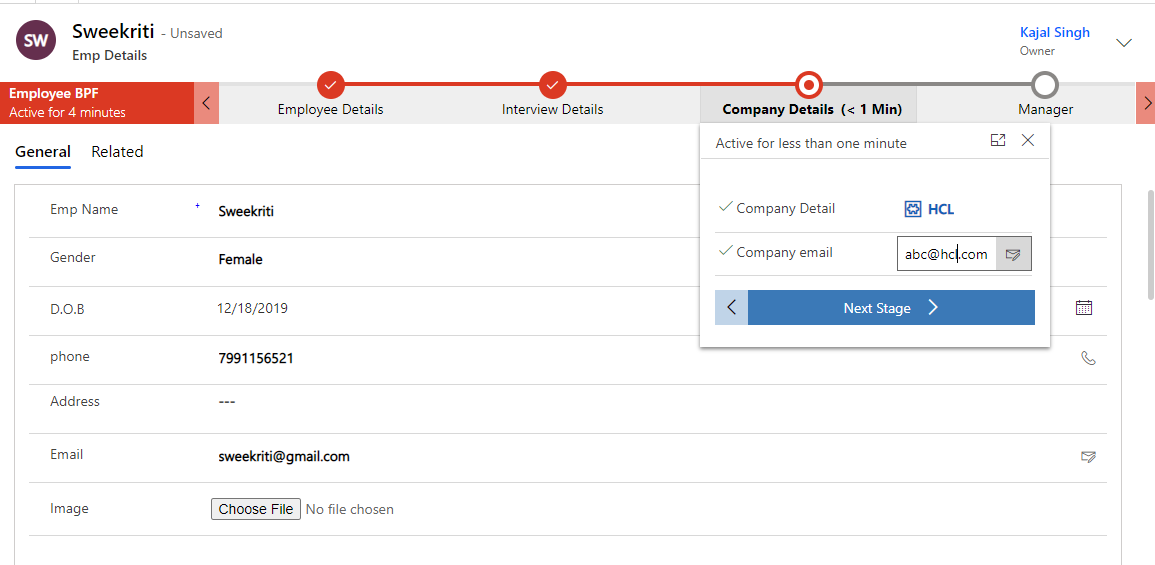 SW
Sweekriti - Unsaved
Emp Details
Kajal Singh
Owner
Employee BPF
Active for 4 minutes
Employee Details
Interview Details
Company Details (< 1 Min)
Manager
General Related
Active for less than one minute
Company Detail HCL
Company email abc@hcl.com
Next Stage
Emp Name + Sweekriti
Gender Female
D.O.B 12/18/2019
phone 7991156521
Address ---
Email sweekriti@gmail.com
Image Choose File No file chosen